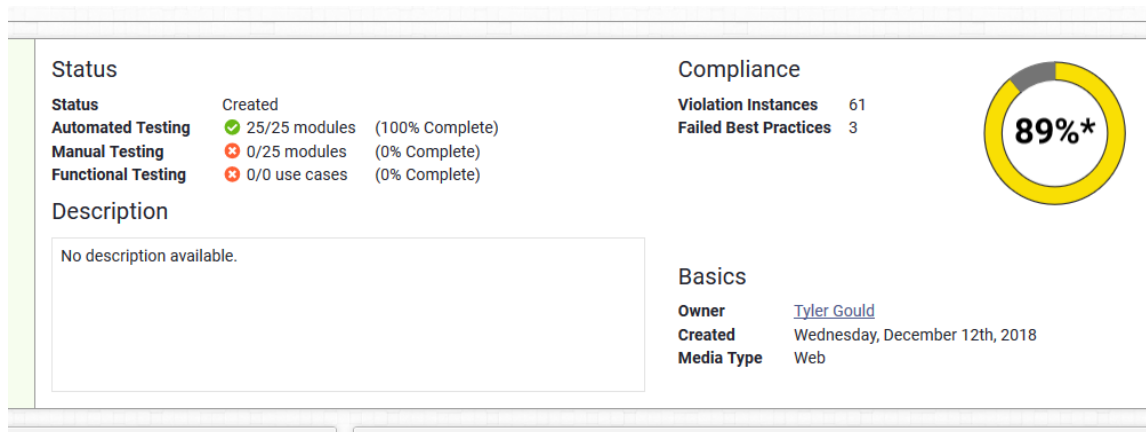 Status
Status Created
Automated Testing 25/25 modules (100% Complete)
Manual Testing 0/25 modules (0% Complete)
Functional Testing 0/0 use cases (0% Complete)
Description
No description available.
Compliance
Violation Instances 61
Failed Best Practices 3
89%*
Basics
Owner Tyler Gould
Created Wednesday, December 12th, 2018
Media Type Web